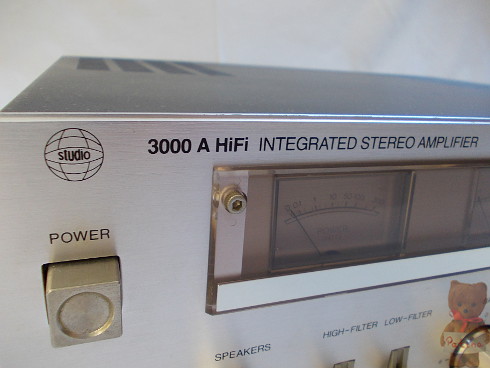 studio
3000 A HiFi INTEGRATED STEREO AMPLIFIER
POWER
HIGH-FILTER LOW-FILTER
SPEAKERS